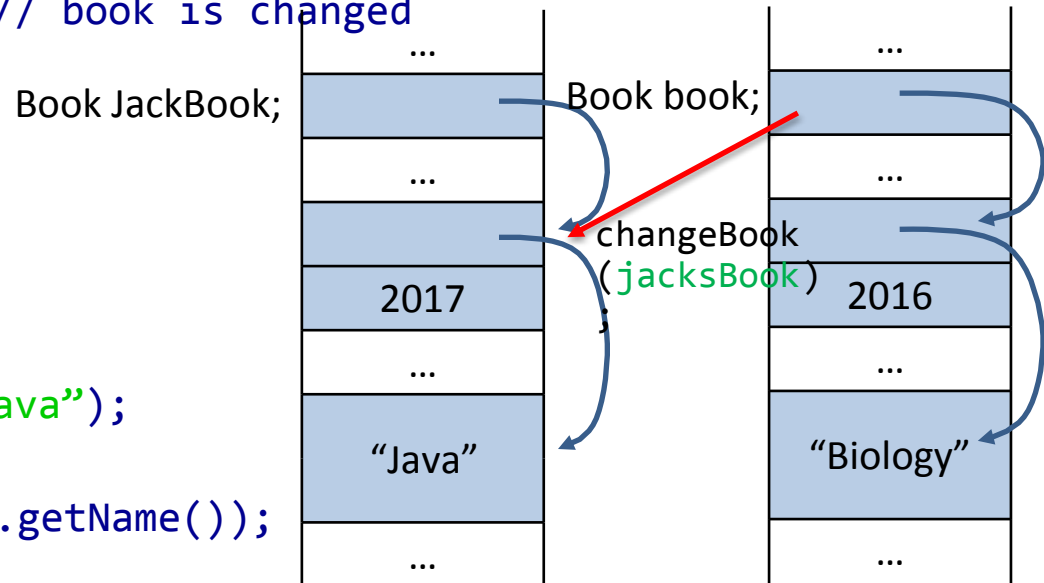 // book is changed
...
...
Book JackBook;
Book book;
...
...
changeBook
(jacksBook)
;
2017
2016
...
...
ava”);
“Java”
“Biology”
.getName());
...
...